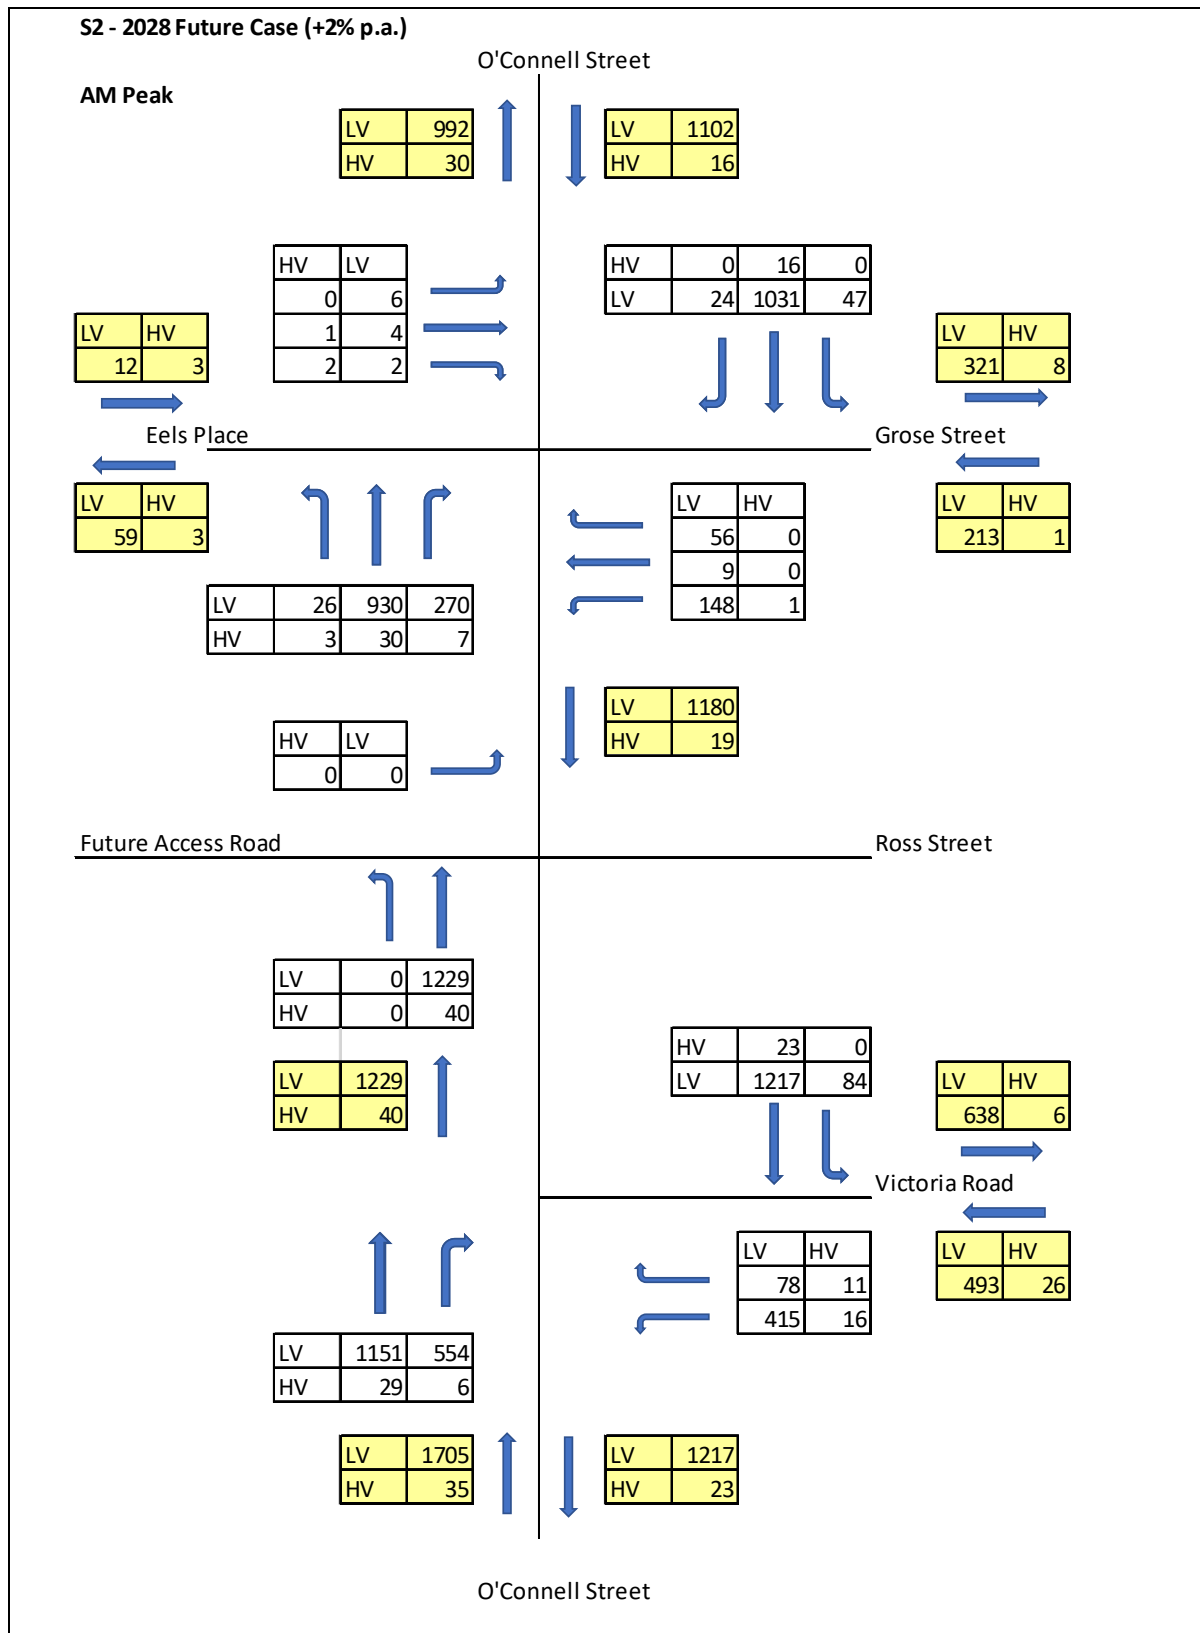 S2 - 2028 Future Case (+2% p.a.)
O'Connell Street
AM Peak
LV 992
HV 30
LV 1102
HV 16
HV LV
0 6
1 4
2 2
HV 0 16 0
LV 24 1031 47
LV HV
12 3
LV HV
321 8
Eels Place
Grose Street
LV HV
59 3
LV HV
56 0
9 0
148 1
LV HV
213 1
LV 26 930 270
HV 3 30 7
LV 1180
HV 19
HV LV
0 0
Future Access Road
Ross Street
LV 0 1229
HV 0 40
HV 23 0
LV 1217 84
LV 1229
HV 40
LV HV
638 6
Victoria Road
LV HV
78 11
415 16
LV HV
493 26
LV 1151 554
HV 29 6
LV 1705
HV 35
LV 1217
HV 23
O'Connell Street